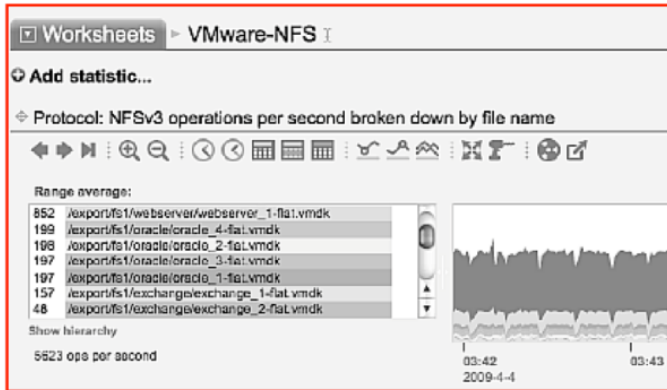 Worksheets VMware-NFS
Add statistic...
Protocol: NFSv3 operations per second broken down by file name
Range average:
852 /export/fs1/webserver/webserver_1-flat.vmdk
199 /export/fs1/oracle/oracle_4-flat.vmdk
198 /export/fs1/oracle/oracle_2-flat.vmdk
197 /export/fs1/oracle/oracle_3-flat.vmdk
197 /export/fs1/oracle/oracle_1-flat.vmdk
157 /export/fs1/exchange/exchange_1-flat.vmdk
48 /export/fs1/exchange/exchange_2-flat.vmdk
Show hierarchy
5623 ops per second
03:42 03:43
2009-4-4